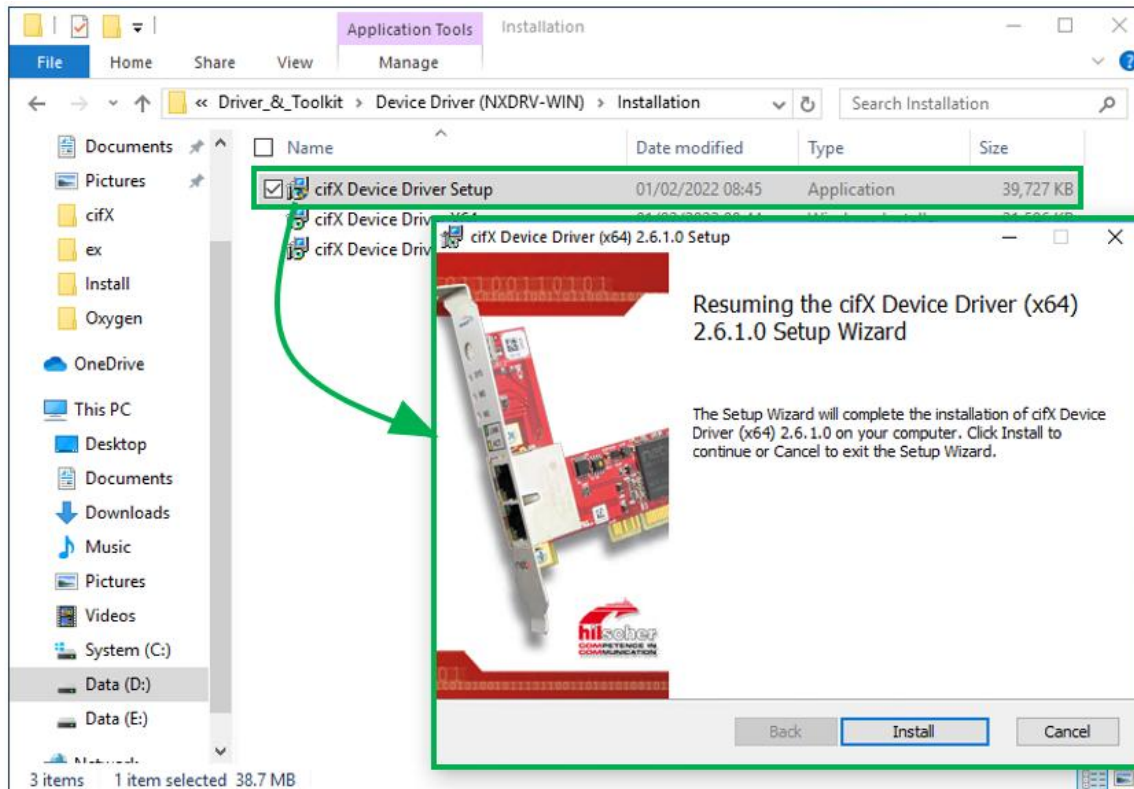 Application Tools
Installation
File
Home
Share
View
Manage
« Driver_&_Toolkit > Device Driver (NXDRV-WIN) > Installation
Search Installation
Name
Date modified
Type
Size
Documents
Pictures
cifX
ex
Install
Oxygen
OneDrive
This PC
Desktop
Documents
Downloads
Music
Pictures
Videos
System (C:)
Data (D:)
Data (E:)
cifX Device Driver Setup 01/02/2022 08:45 Application 39,727 KB
cifX Device Driver
cifX Device
cifX Device Driver (x64) 2.6.1.0 Setup
Resuming the cifX Device Driver (x64)
2.6.1.0 Setup Wizard
The Setup Wizard will complete the installation of cifX Device
Driver (x64) 2.6.1.0 on your computer. Click Install to
continue or Cancel to exit the Setup Wizard.
hilscher
COMPETENCE IN
COMMUNICATION
Back
Install
Cancel
3 items 1 item selected 38.7 MB